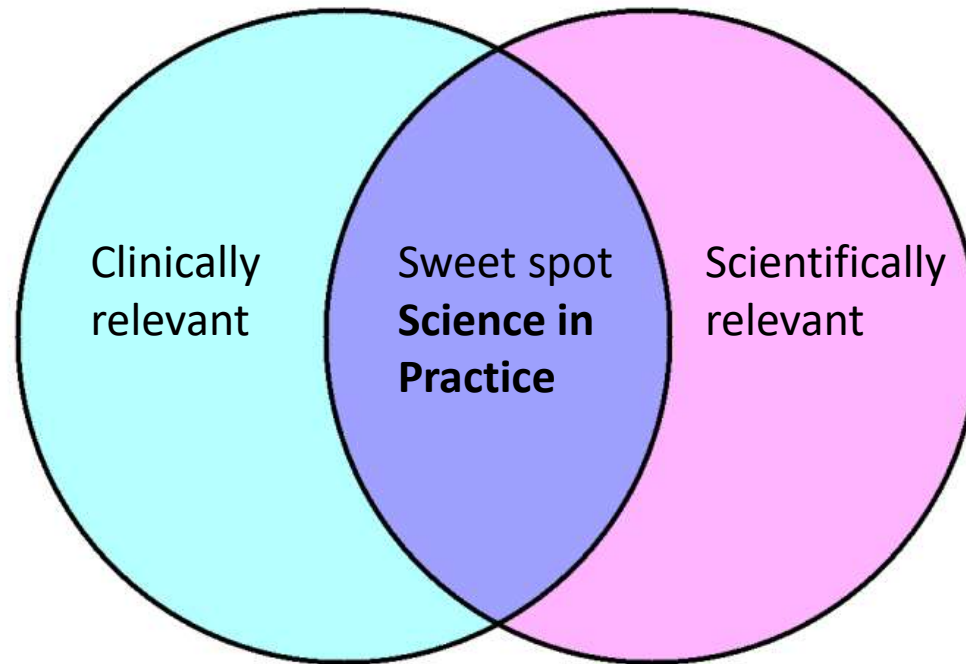 Clinically
relevant
Sweet spot
Science in
Practice
Scientifically
relevant